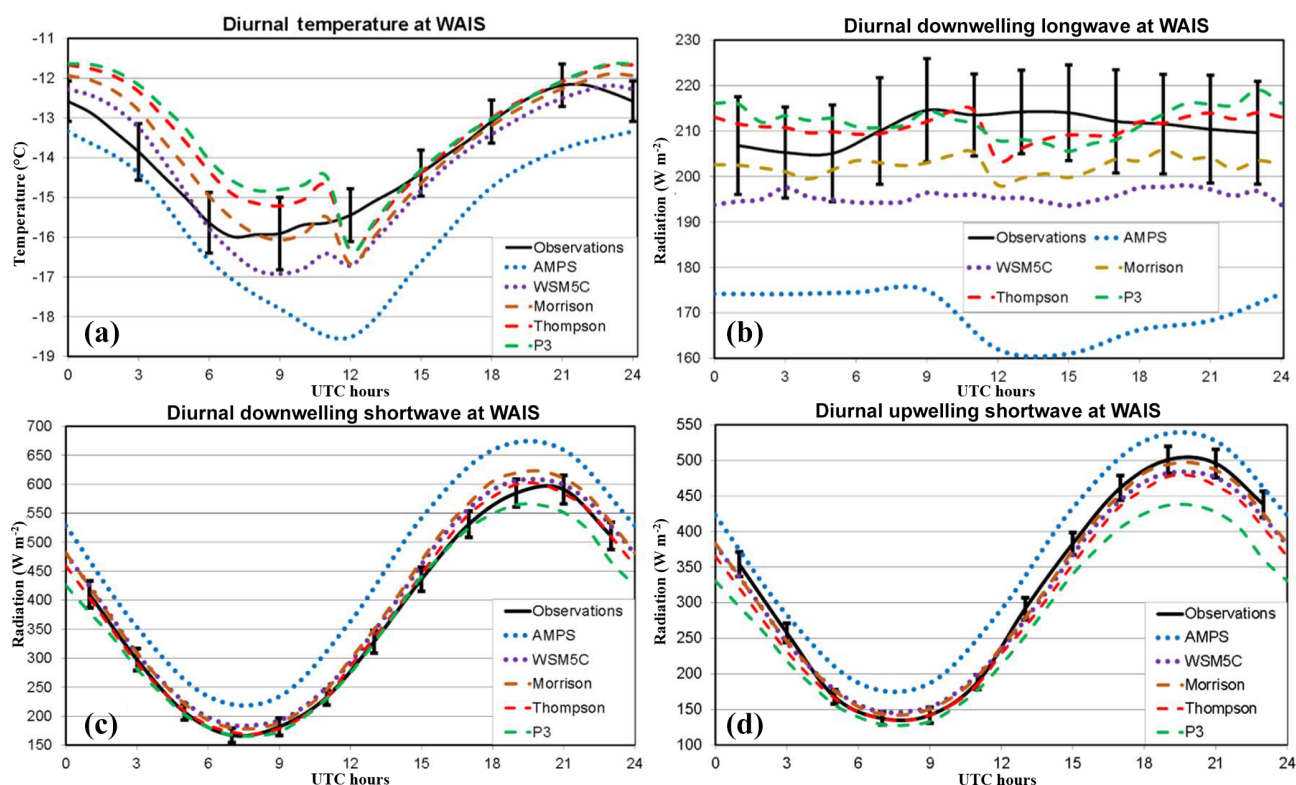 Diurnal temperature at WAIS
-11
-12
-13
-14
-15
-16
-17
-18
-19
Temperature (°C)
0 3 6 9 12 15 18 21 24
UTC hours
Observations
AMPS
WSM5C
Morrison
Thompson
P3
(a)
Diurnal downwelling longwave at WAIS
230
220
210
200
190
180
170
160
Radiation (W m-2)
0 3 6 9 12 15 18 21 24
UTC hours
Observations AMPS
WSM5C Morrison
Thompson P3
(b)
Diurnal downwelling shortwave at WAIS
700
650
600
550
500
450
400
350
300
250
200
150
Radiation (W m-2)
0 3 6 9 12 15 18 21 24
UTC hours
Observations
AMPS
WSM5C
Morrison
Thompson
P3
(c)
Diurnal upwelling shortwave at WAIS
550
500
450
400
350
300
250
200
150
100
Radiation (W m-2)
0 3 6 9 12 15 18 21 24
UTC hours
Observations
AMPS
WSM5C
Morrison
Thompson
P3
(d)